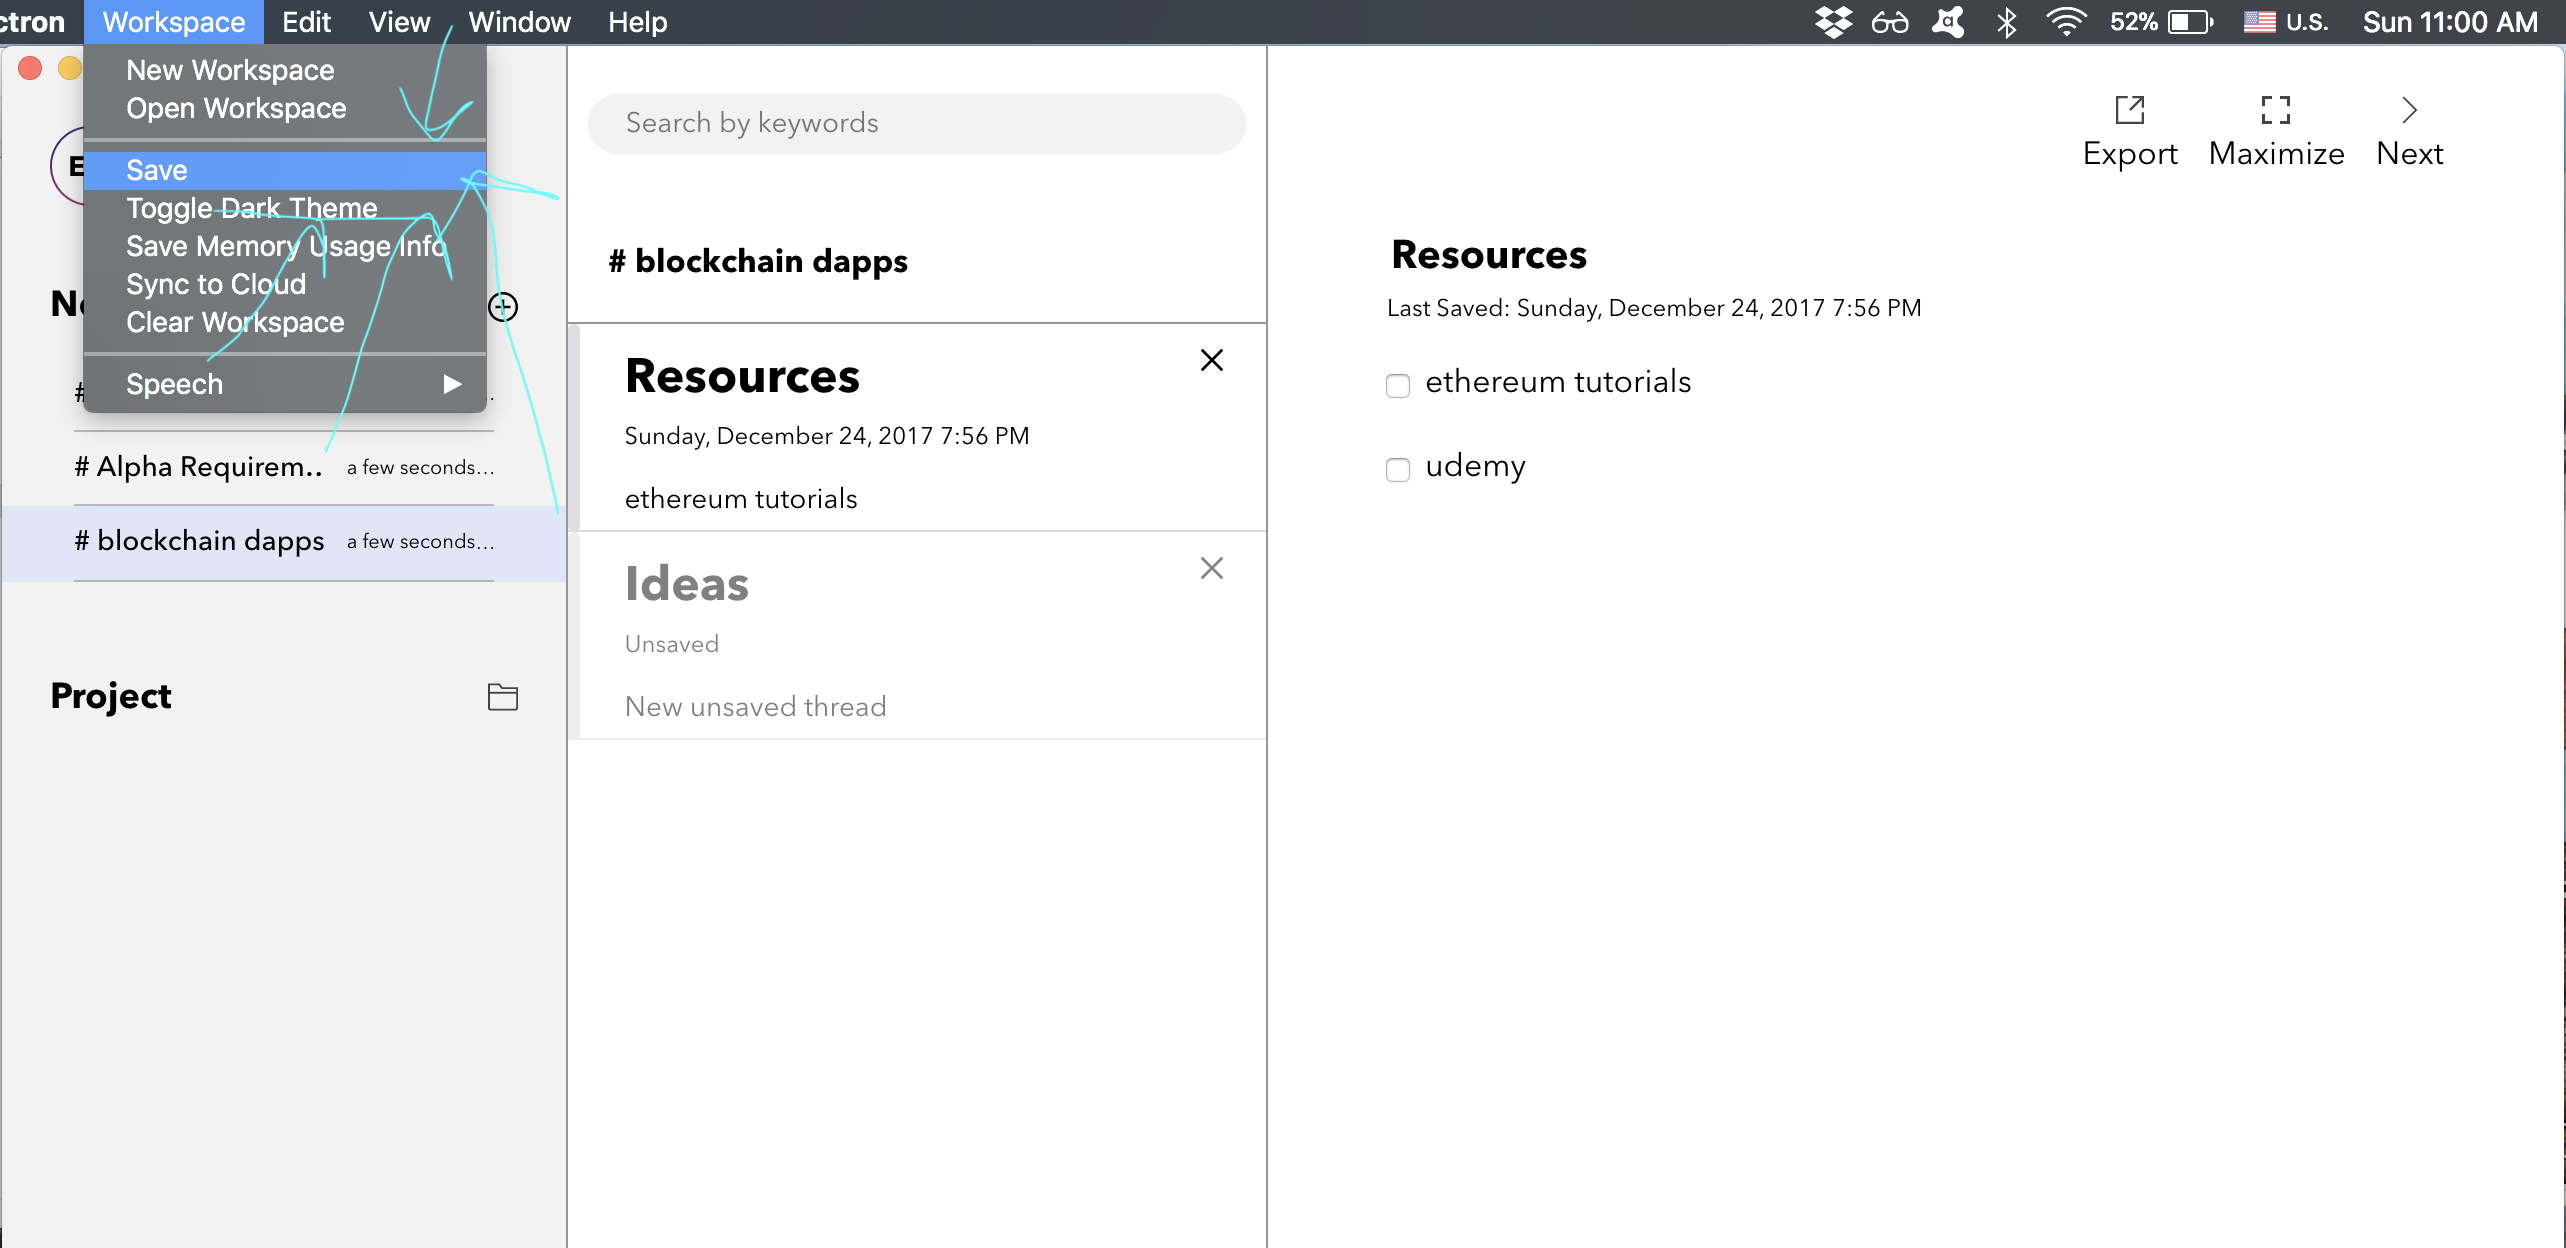 ctron Workspace Edit View Window Help 52% U.S. Sun 11:00 AM
New Workspace
Open Workspace
Save
Toggle Dark Theme
Save Memory Usage Info
Sync to Cloud
Clear Workspace
Speech
E
#
# Alpha Requirem.. a few seconds...
# blockchain dapps a few seconds...
Project
Search by keywords
# blockchain dapps
Resources
Sunday, December 24, 2017 7:56 PM
ethereum tutorials
Ideas
Unsaved
New unsaved thread
Export Maximize Next
Resources
Last Saved: Sunday, December 24, 2017 7:56 PM
ethereum tutorials
udemy